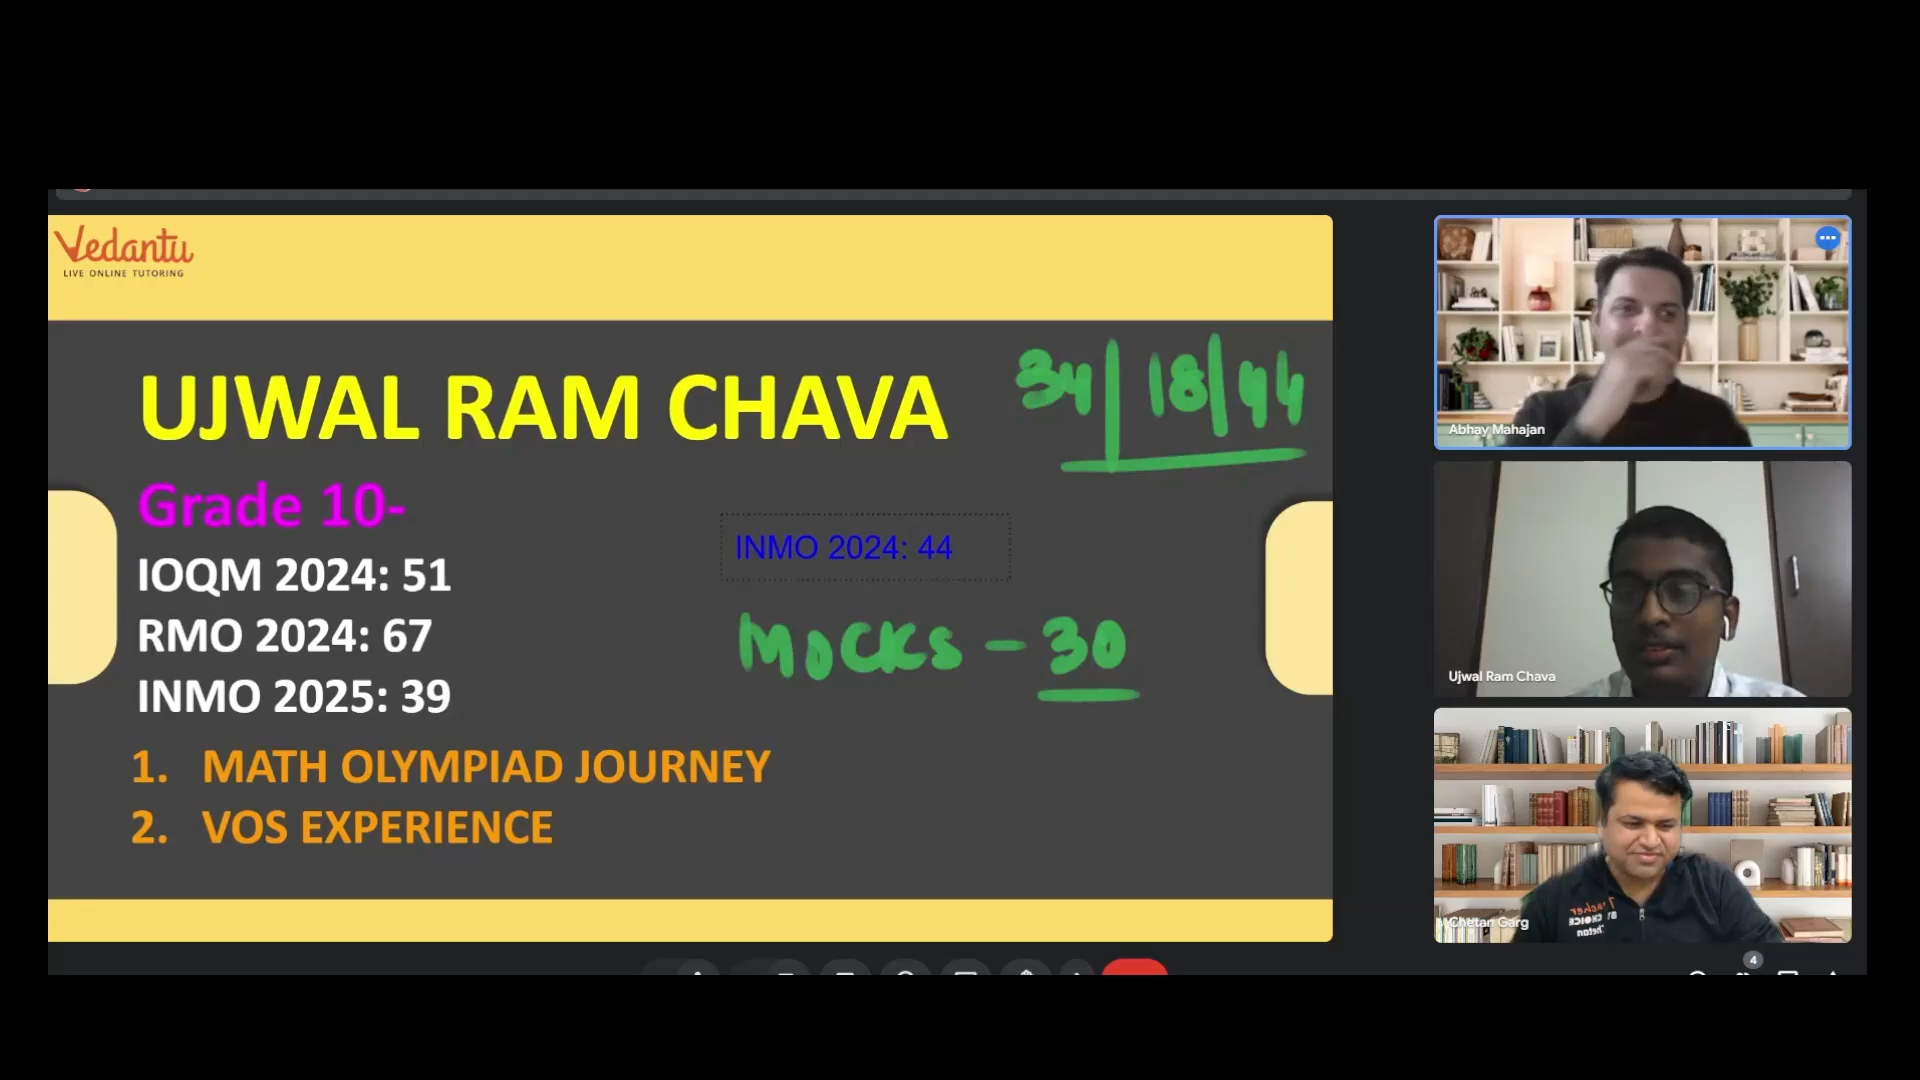 Vedantu
LIVE ONLINE TUTORING
UJWAL RAM CHAVA
34 | 18 | 44
Grade 10-
IOQM 2024: 51
RMO 2024: 67
INMO 2025: 39
INMO 2024: 44
MOCKS - 30
1. MATH OLYMPIAD JOURNEY
2. VOS EXPERIENCE
Abhay Mahajan
Ujwal Ram Chava
Chetan Garg
4